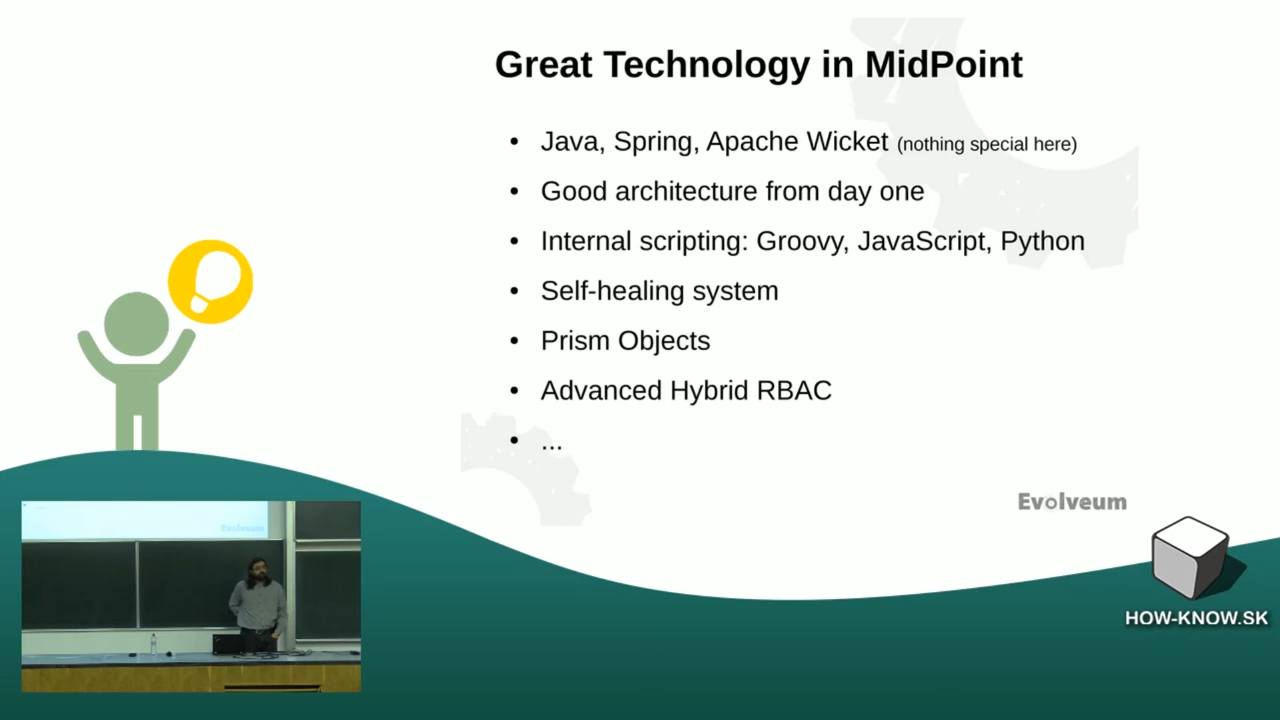 Great Technology in MidPoint
• Java, Spring, Apache Wicket (nothing special here)
• Good architecture from day one
• Internal scripting: Groovy, JavaScript, Python
• Self-healing system
• Prism Objects
• Advanced Hybrid RBAC
• ...
Evolveum
Evolveum
HOW-KNOW.SK